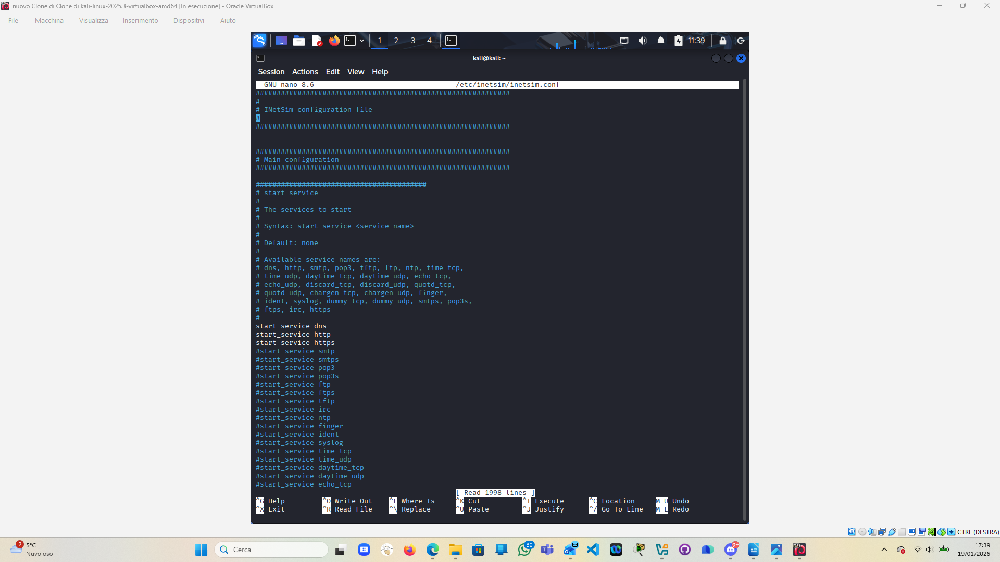 nuovo Clone di Clone di kali-linux-2025.3-virtualbox-amd64 [In esecuzione] - Oracle VirtualBox
File Macchina Visualizza Inserimento Dispositivi Aiuto
1 2 3 4 11:39
kali@kali: ~
Session Actions Edit View Help
GNU nano 8.6 /etc/inetsim/inetsim.conf
#############################################################
#
# INetSim configuration file
#
#############################################################
#############################################################
# Main configuration
#############################################################
#########################################
# start_service
#
# The services to start
#
# Syntax: start_service <service name>
#
# Default: none
#
# Available service names are:
# dns, http, smtp, pop3, tftp, ftp, ntp, time_tcp,
# time_udp, daytime_tcp, daytime_udp, echo_tcp,
# echo_udp, discard_tcp, discard_udp, quotd_tcp,
# quotd_udp, chargen_tcp, chargen_udp, finger,
# ident, syslog, dummy_tcp, dummy_udp, smtps, pop3s,
# ftps, irc, https
#
start_service dns
start_service http
start_service https
#start_service smtp
#start_service smtps
#start_service pop3
#start_service pop3s
#start_service ftp
#start_service ftps
#start_service tftp
#start_service irc
#start_service ntp
#start_service finger
#start_service ident
#start_service syslog
#start_service time_tcp
#start_service time_udp
#start_service daytime_tcp
#start_service daytime_udp
#start_service echo_tcp
[ Read 1998 lines ]
^G Help ^O Write Out ^F Where Is ^K Cut ^T Execute ^C Location M-U Undo
^X Exit ^R Read File ^\ Replace ^U Paste ^J Justify ^/ Go To Line M-E Redo
CTRL (DESTRA)
2 5°C
Nuvoloso
Cerca
30
9+
17:39
19/01/2026